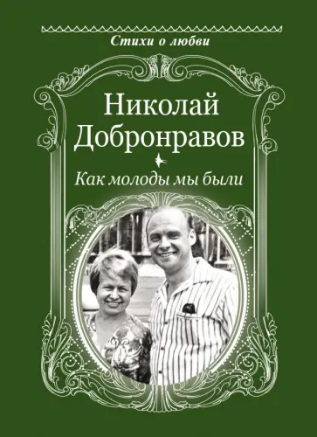 Стихи о любви
Николай
Добронравов
Как молоды мы были